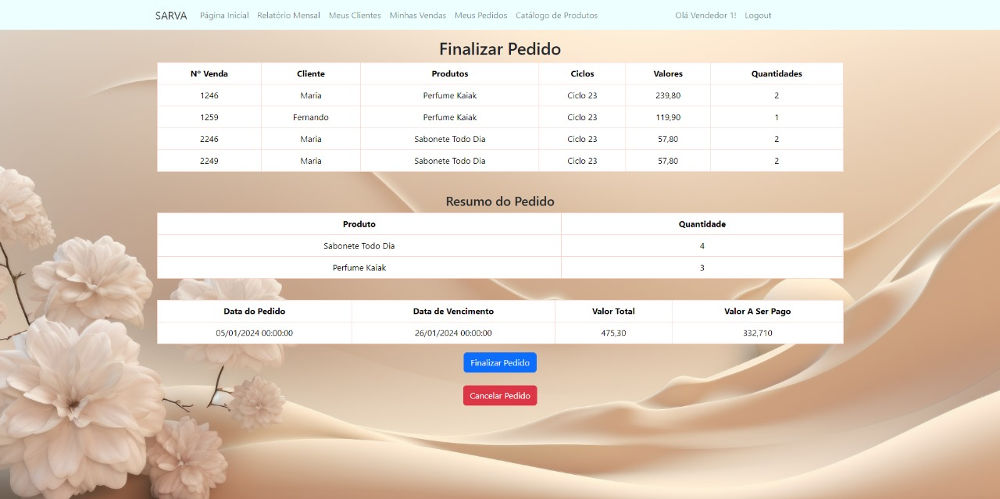 SARVA Página Inicial Relatório Mensal Meus Clientes Minhas Vendas Meus Pedidos Catálogo de Produtos Olá Vendedor 1! Logout
Finalizar Pedido
Nº Venda Cliente Produtos Ciclos Valores Quantidades
1246 Maria Perfume Kaiak Ciclo 23 239,80 2
1259 Fernando Perfume Kaiak Ciclo 23 119,90 1
2246 Maria Sabonete Todo Dia Ciclo 23 57,80 2
2249 Maria Sabonete Todo Dia Ciclo 23 57,80 2
Resumo do Pedido
Produto Quantidade
Sabonete Todo Dia 4
Perfume Kaiak 3
Data do Pedido Data de Vencimento Valor Total Valor A Ser Pago
05/01/2024 00:00:00 26/01/2024 00:00:00 475,30 332,710
Finalizar Pedido
Cancelar Pedido